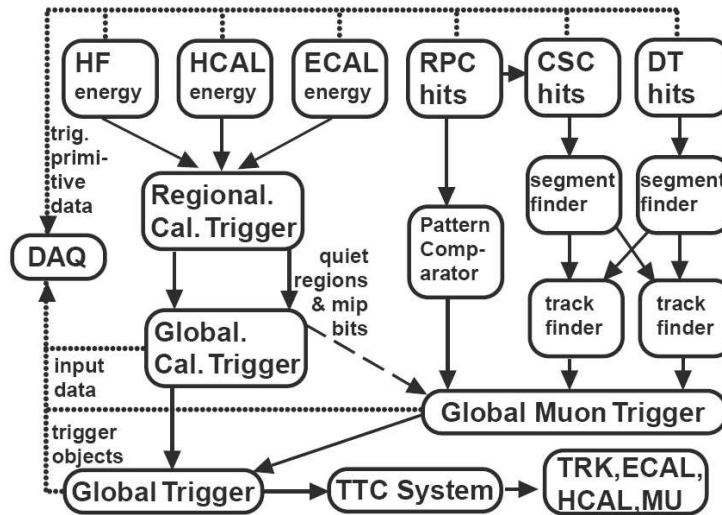 HF
energy
HCAL
energy
ECAL
energy
RPC
hits
CSC
hits
DT
hits
trig.
primi-
tive
data
Regional.
Cal. Trigger
segment
finder
segment
finder
Pattern
Comp-
arator
DAQ
quiet
regions
& mip
bits
track
finder
track
finder
Global.
Cal. Trigger
input
data
Global Muon Trigger
trigger
objects
Global Trigger
TTC System
TRK,ECAL,
HCAL,MU